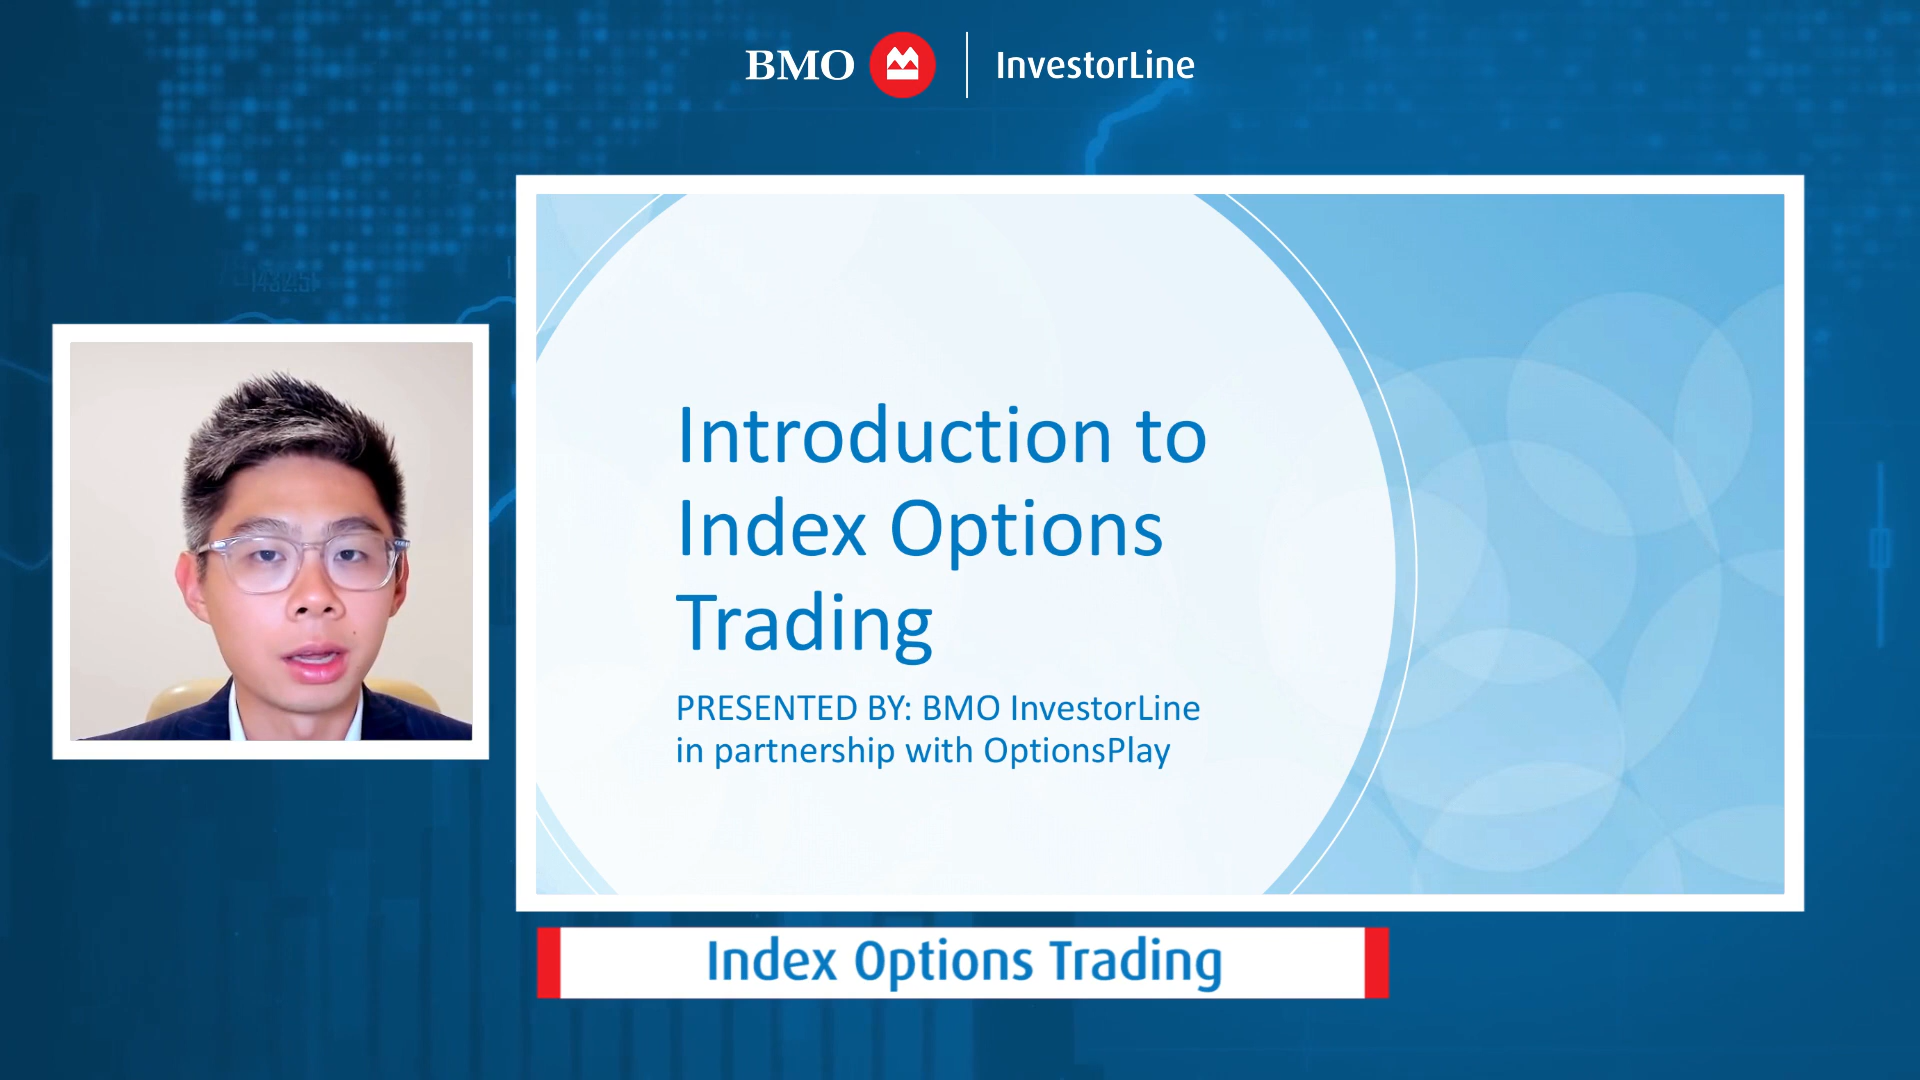 BMO InvestorLine
Introduction to
Index Options
Trading
PRESENTED BY: BMO InvestorLine
in partnership with OptionsPlay
Index Options Trading